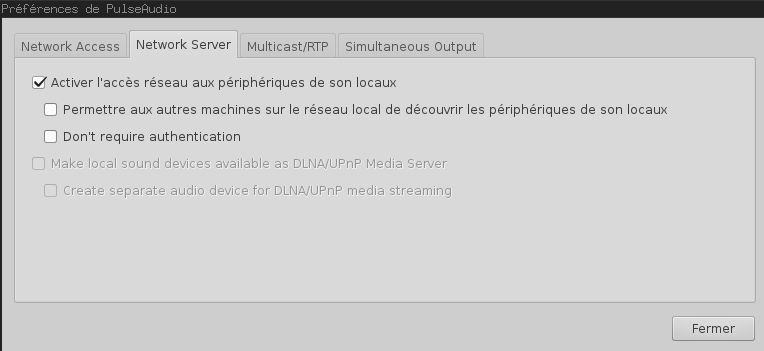 Préférences de PulseAudio
Network Access
Network Server
Multicast/RTP
Simultaneous Output
Activer l'accès réseau aux périphériques de son locaux
Permettre aux autres machines sur le réseau local de découvrir les périphériques de son locaux
Don't require authentication
Make local sound devices available as DLNA/UPnP Media Server
Create separate audio device for DLNA/UPnP media streaming
Fermer